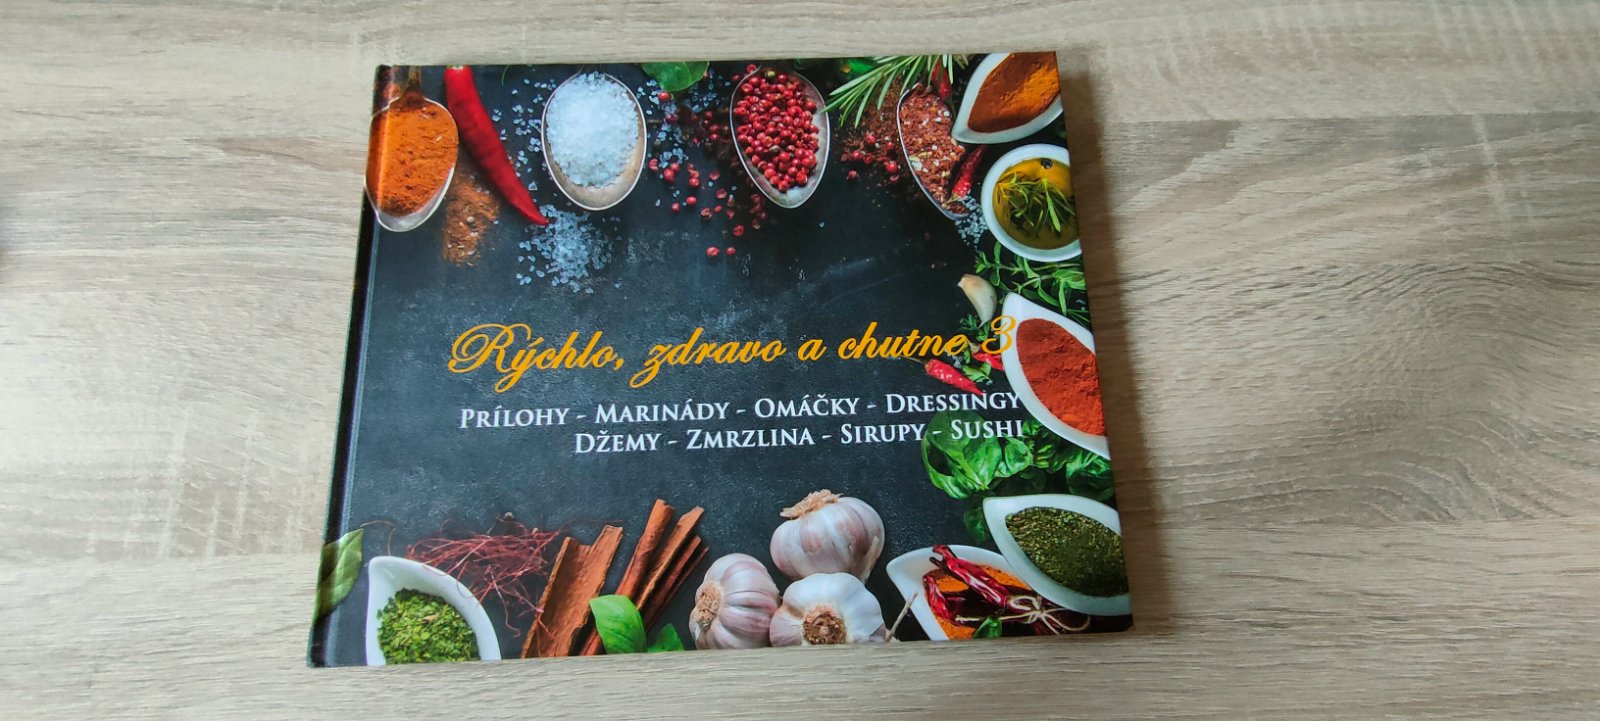 Rýchlo, zdravo a chutne 3
Prílohy - Marinády - Omáčky - Dressingy
Džemy - Zmrzlina - Sirupy - Sushi